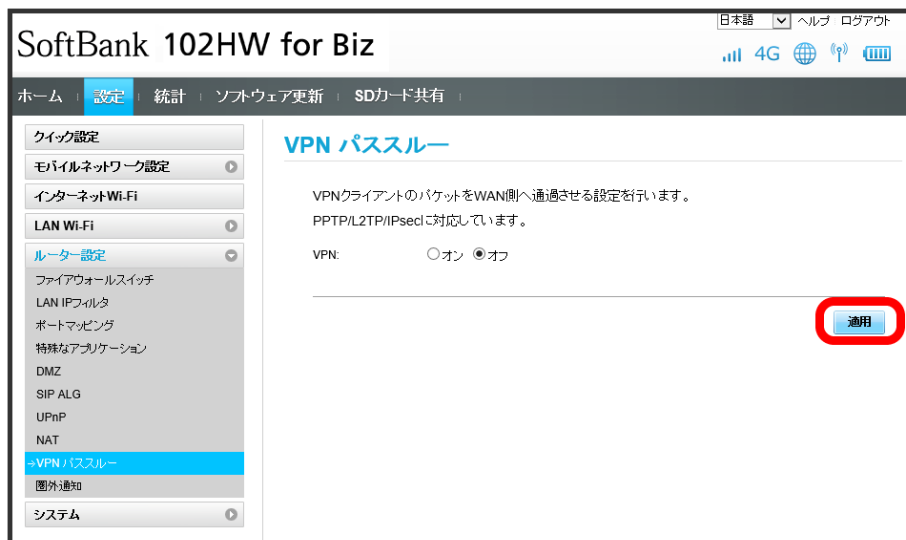 日本語 ヘルプ ログアウト
SoftBank 102HW for Biz
4G
ホーム 設定 統計 ソフトウェア更新 SDカード共有
クイック設定
モバイルネットワーク設定
インターネットWi-Fi
LAN Wi-Fi
ルーター設定
ファイアウォールスイッチ
LAN IPフィルタ
ポートマッピング
特殊なアプリケーション
DMZ
SIP ALG
UPnP
NAT
→VPN パススルー
圏外通知
システム
VPN パススルー
VPNクライアントのパケットをWAN側へ通過させる設定を行います。
PPTP/L2TP/IPsecに対応しています。
VPN: オン オフ
適用